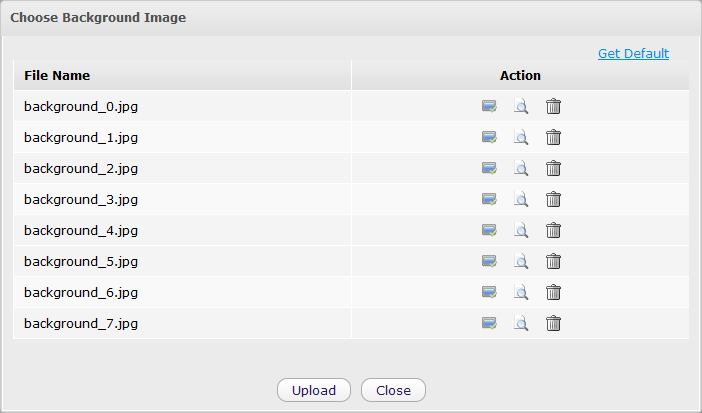 Choose Background Image
Get Default
File Name Action
background_0.jpg
background_1.jpg
background_2.jpg
background_3.jpg
background_4.jpg
background_5.jpg
background_6.jpg
background_7.jpg
Upload Close